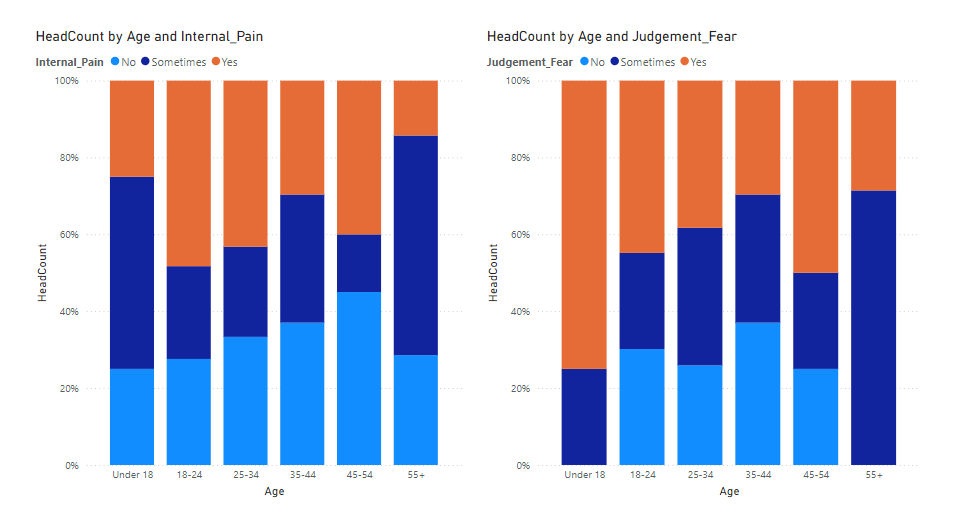 HeadCount by Age and Internal_Pain
Internal_Pain No Sometimes Yes
100%
80%
60%
40%
20%
0%
HeadCount
Under 18 18-24 25-34 35-44 45-54 55+
Age
HeadCount by Age and Judgement_Fear
Judgement_Fear No Sometimes Yes
100%
80%
60%
40%
20%
0%
HeadCount
Under 18 18-24 25-34 35-44 45-54 55+
Age